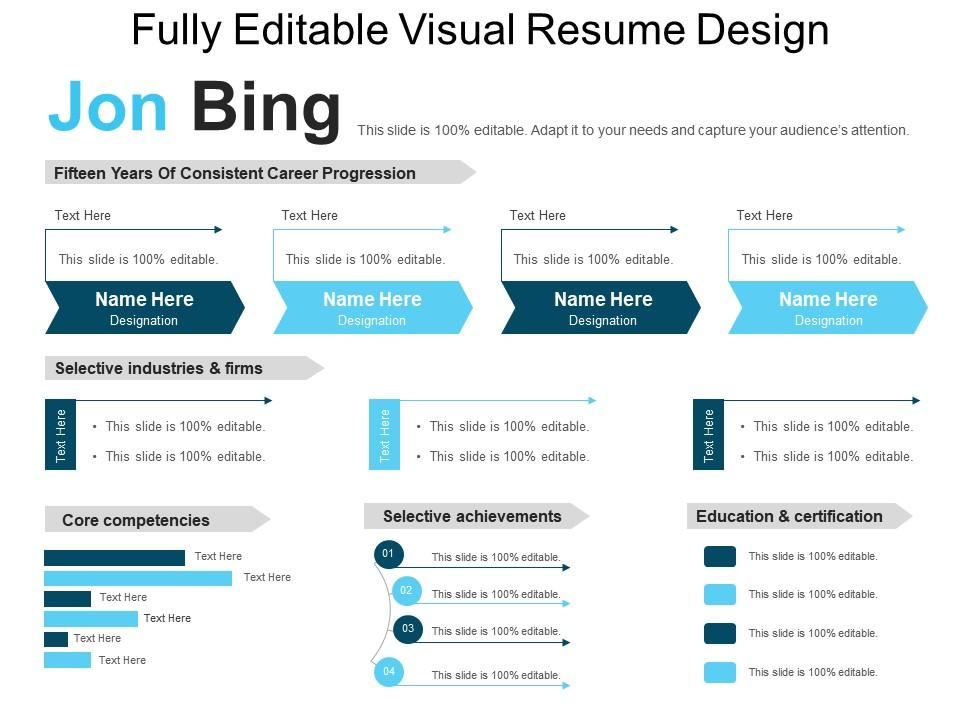 Fully Editable Visual Resume Design
Jon Bing
This slide is 100% editable. Adapt it to your needs and capture your audience's attention.
Fifteen Years Of Consistent Career Progression
Text Here
This slide is 100% editable.
Name Here
Designation
Text Here
This slide is 100% editable.
Name Here
Designation
Text Here
This slide is 100% editable.
Name Here
Designation
Text Here
This slide is 100% editable.
Name Here
Designation
Selective industries & firms
Text Here
• This slide is 100% editable.
• This slide is 100% editable.
Text Here
• This slide is 100% editable.
• This slide is 100% editable.
Text Here
• This slide is 100% editable.
• This slide is 100% editable.
Core competencies
Text Here
Text Here
Text Here
Text Here
Text Here
Text Here
Selective achievements
01 This slide is 100% editable.
02 This slide is 100% editable.
03 This slide is 100% editable.
04 This slide is 100% editable.
Education & certification
This slide is 100% editable.
This slide is 100% editable.
This slide is 100% editable.
This slide is 100% editable.